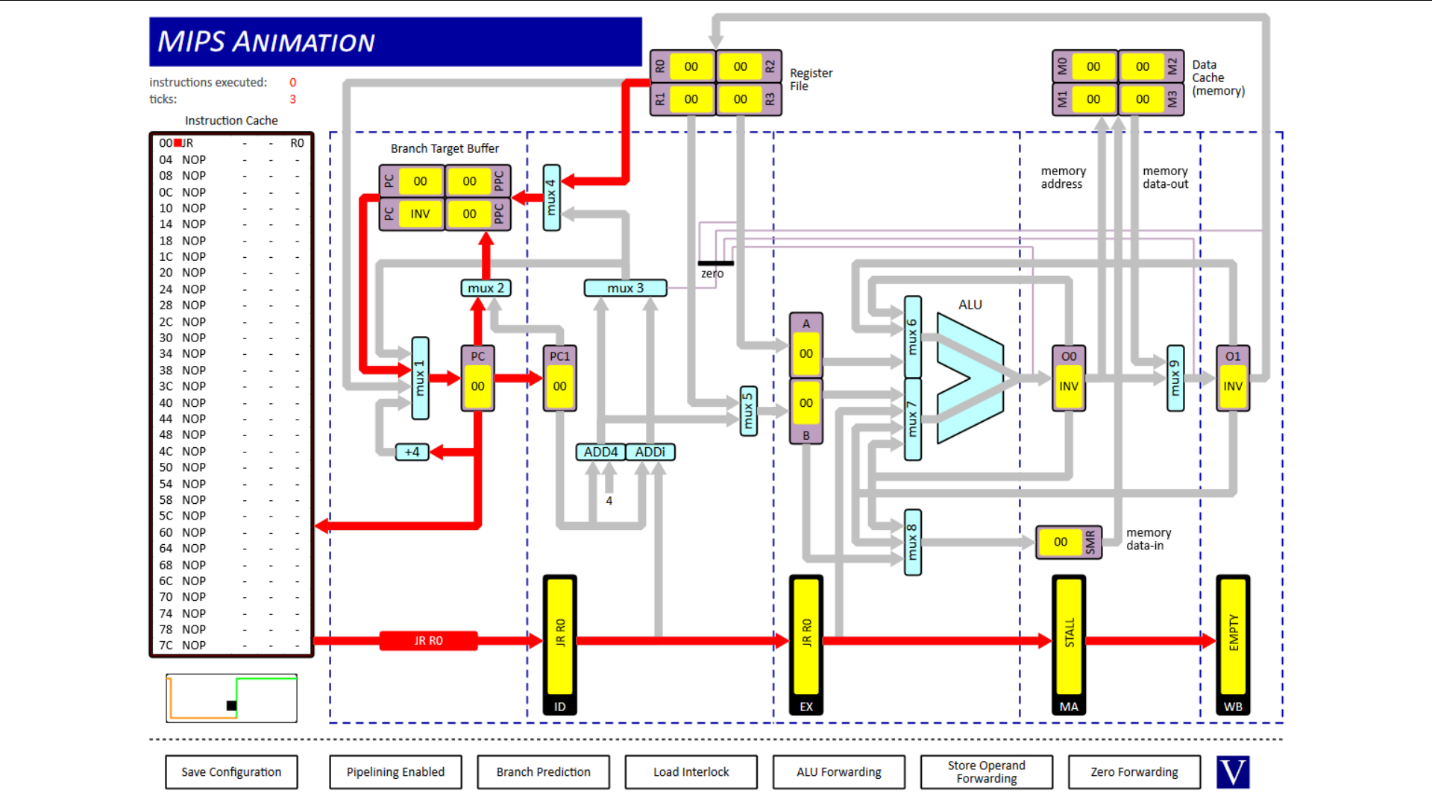 MIPS ANIMATION
instructions executed: 0
ticks: 3
Instruction Cache
00 JR - - R0
04 NOP - - -
08 NOP - - -
0C NOP - - -
10 NOP - - -
14 NOP - - -
18 NOP - - -
1C NOP - - -
20 NOP - - -
24 NOP - - -
28 NOP - - -
2C NOP - - -
30 NOP - - -
34 NOP - - -
38 NOP - - -
3C NOP - - -
40 NOP - - -
44 NOP - - -
48 NOP - - -
4C NOP - - -
50 NOP - - -
54 NOP - - -
58 NOP - - -
5C NOP - - -
60 NOP - - -
64 NOP - - -
68 NOP - - -
6C NOP - - -
70 NOP - - -
74 NOP - - -
78 NOP - - -
7C NOP - - -
R0 00 00 R2
R1 00 00 R3
Register
File
M0 00 00 M2
M1 00 00 M3
Data
Cache
(memory)
Branch Target Buffer
PC 00 00 PPC
PC INV 00 PPC
mux 4
memory
address
memory
data-out
zero
mux 2
mux 3
mux 1
PC
00
PC1
00
+4
ADD4
ADDi
4
mux 5
A
00
00
B
mux 6
mux 7
ALU
mux 8
O0
INV
mux 9
O1
INV
00 SMR
memory
data-in
JR R0
JR R0
ID
JR R0
EX
STALL
MA
EMPTY
WB
Save Configuration
Pipelining Enabled
Branch Prediction
Load Interlock
ALU Forwarding
Store Operand
Forwarding
Zero Forwarding
V